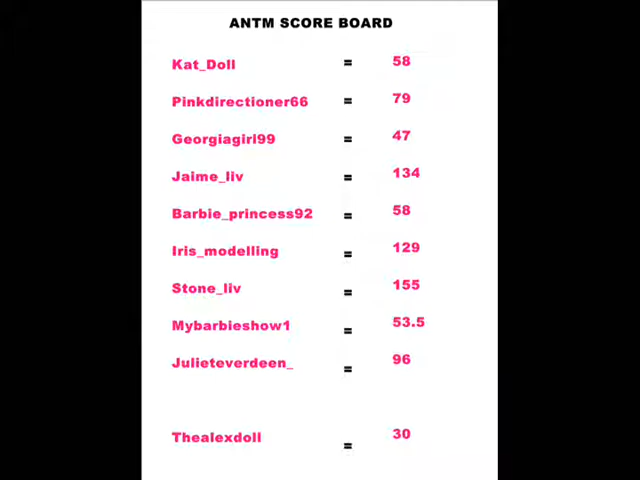 ANTM SCORE BOARD
Kat_Doll = 58
Pinkdirectioner66 = 79
Georgiagirl99 = 47
Jaime_liv = 134
Barbie_princess92 = 58
Iris_modelling = 129
Stone_liv = 155
Mybarbieshow1 = 53.5
Julieteverdeen_ = 96
Thealexdoll = 30